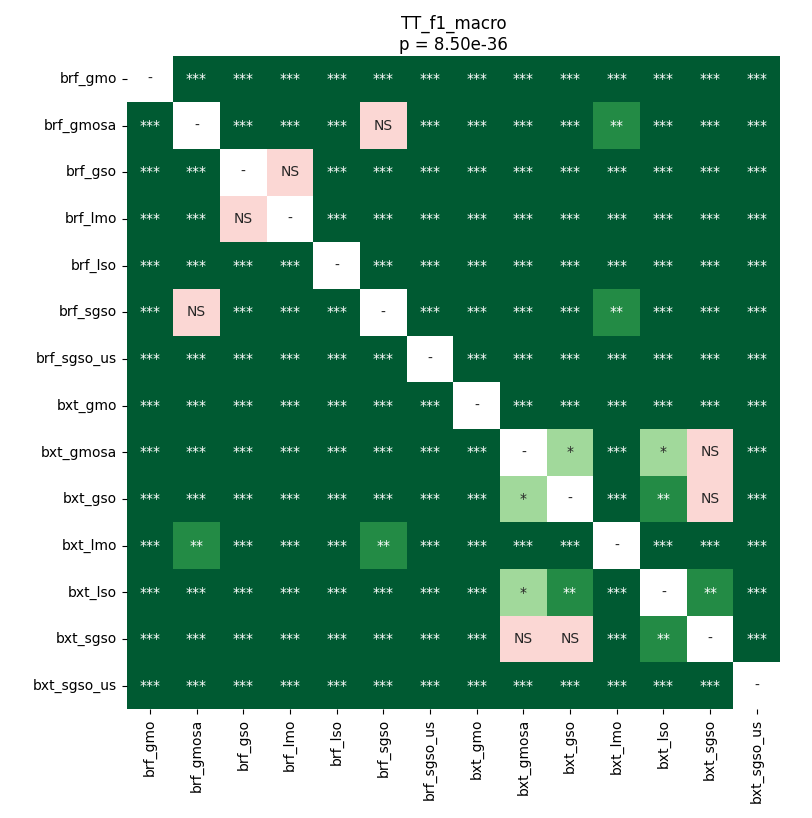 TT_f1_macro
p = 8.50e-36
brf_gmo - *** *** *** *** *** *** *** *** *** *** *** *** ***
brf_gmosa *** - *** *** *** NS *** *** *** *** ** *** *** ***
brf_gso *** *** - NS *** *** *** *** *** *** *** *** *** ***
brf_lmo *** *** NS - *** *** *** *** *** *** *** *** *** ***
brf_lso *** *** *** *** - *** *** *** *** *** *** *** *** ***
brf_sgso *** NS *** *** *** - *** *** *** *** ** *** *** ***
brf_sgso_us *** *** *** *** *** *** - *** *** *** *** *** *** ***
bxt_gmo *** *** *** *** *** *** *** - *** *** *** *** *** ***
bxt_gmosa *** *** *** *** *** *** *** *** - * *** * NS ***
bxt_gso *** *** *** *** *** *** *** *** * - *** ** NS ***
bxt_lmo *** ** *** *** *** ** *** *** *** *** - *** *** ***
bxt_lso *** *** *** *** *** *** *** *** * ** *** - ** ***
bxt_sgso *** *** *** *** *** *** *** *** NS NS *** ** - ***
bxt_sgso_us *** *** *** *** *** *** *** *** *** *** *** *** *** -
brf_gmo brf_gmosa brf_gso brf_lmo brf_lso brf_sgso brf_sgso_us bxt_gmo bxt_gmosa bxt_gso bxt_lmo bxt_lso bxt_sgso bxt_sgso_us